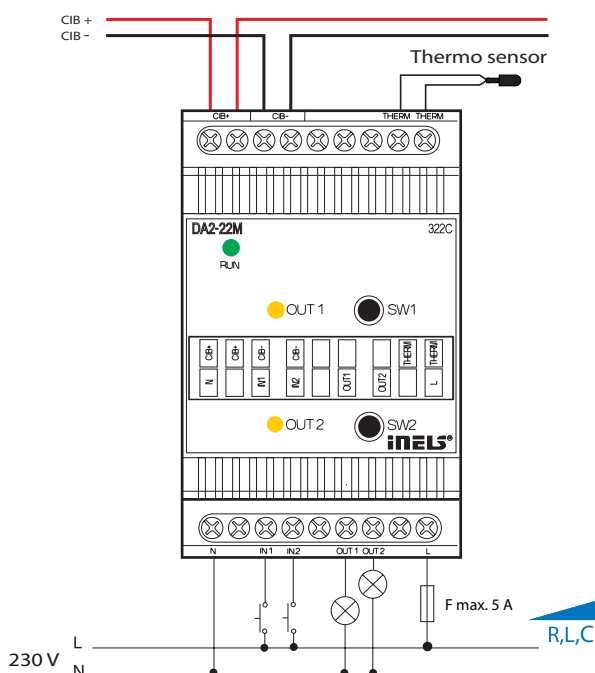 CIB +
CIB -
Thermo sensor
CIB+ CIB- THERM THERM
DA2-22M 322C
RUN
OUT 1 SW1
CIB+ CIB+ CIB- CIB- THERM THERM
N IN1 IN2 OUT1 OUT2 L
OUT 2 SW2
iNELS®
N IN1 IN2 OUT1 OUT2 L
F max. 5 A
R,L,C
L
230 V
N